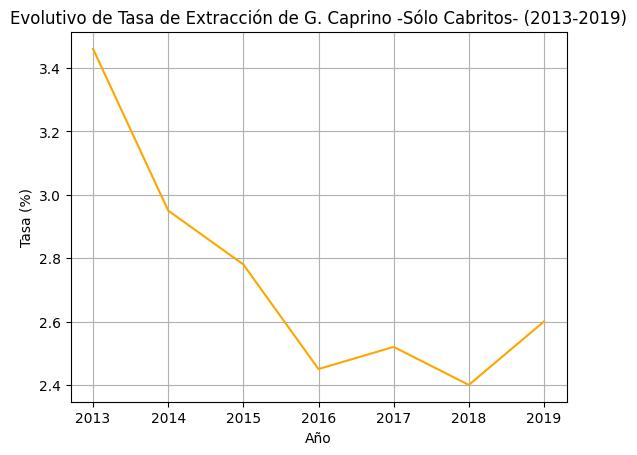 Evolutivo de Tasa de Extracción de G. Caprino -Sólo Cabritos- (2013-2019)
3.4
3.2
3.0
2.8
2.6
2.4
Tasa (%)
2013 2014 2015 2016 2017 2018 2019
Año